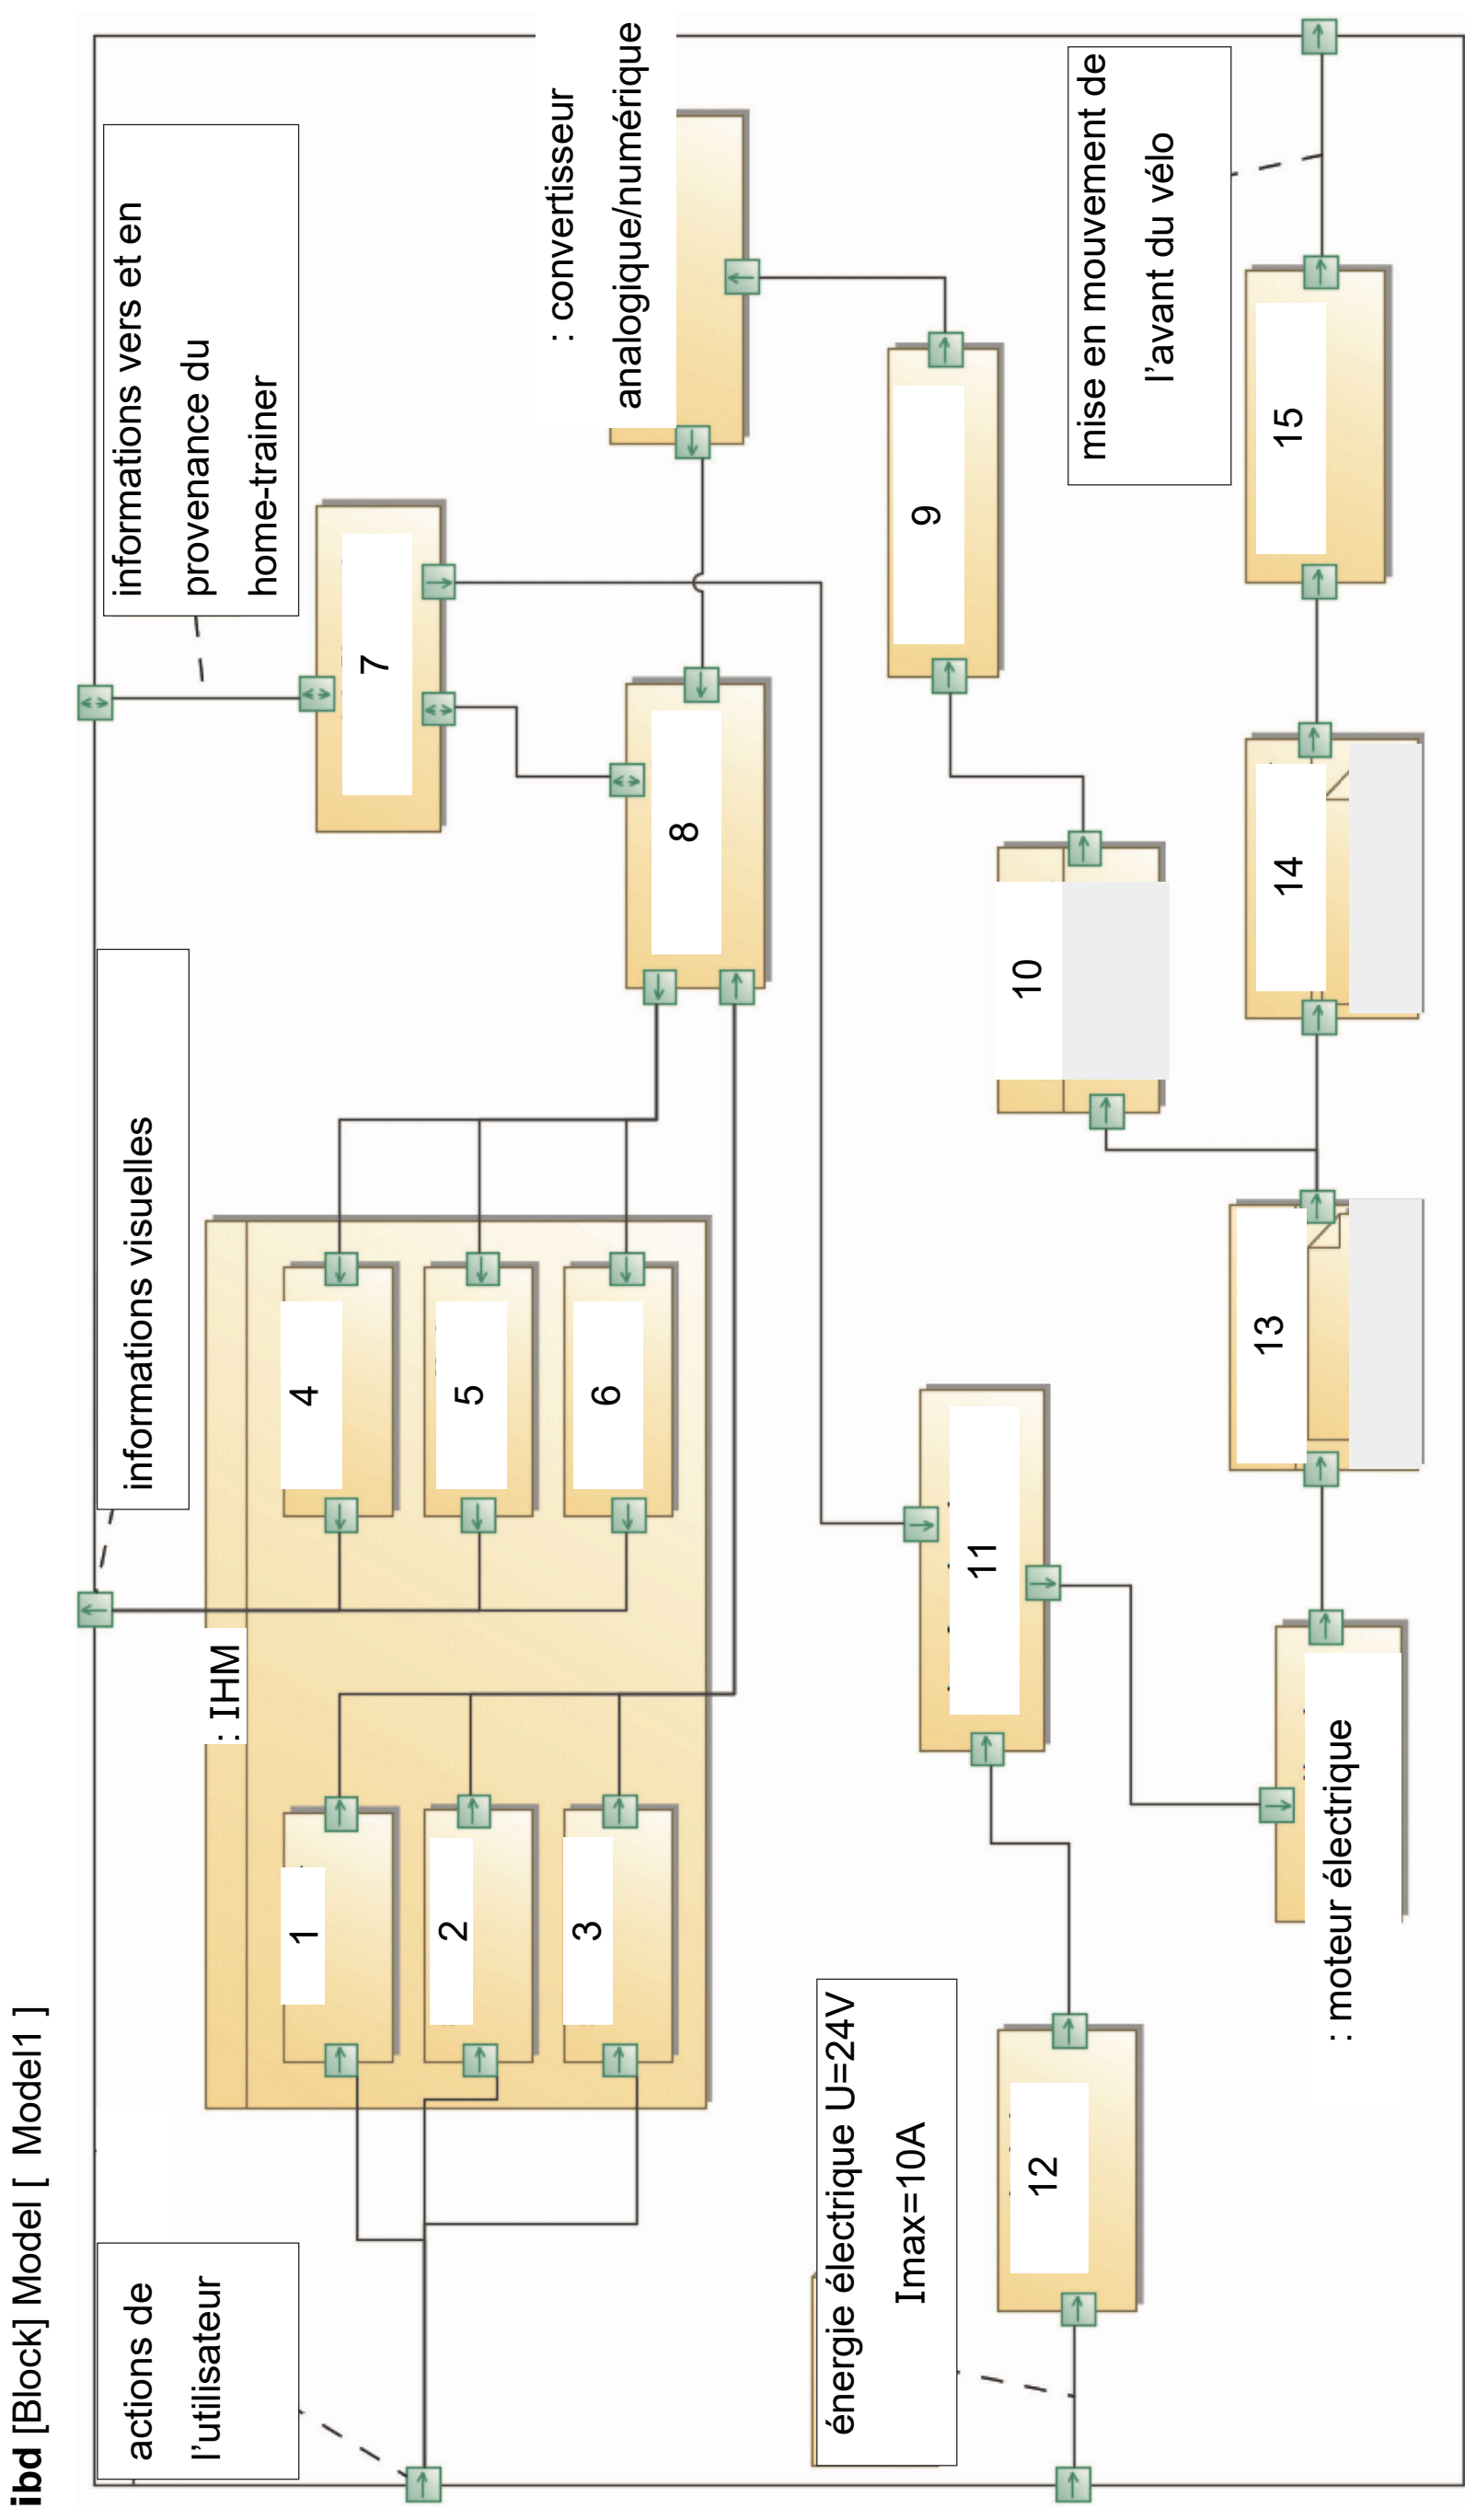 ibd [Block] Model [ Model1 ]
actions de
l'utilisateur
informations visuelles
informations vers et en
provenance du
home-trainer
: IHM
1
2
3
4
5
6
7
8
: convertisseur
analogique/numérique
9
10
11
12
énergie électrique U=24V
Imax=10A
: moteur électrique
13
14
15
mise en mouvement de
l'avant du vélo